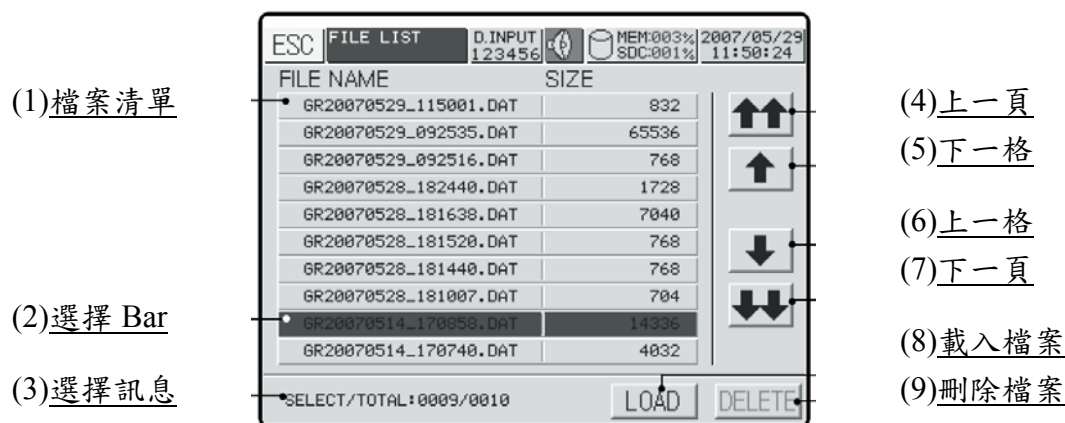 ESC FILE LIST D.INPUT 123456 MEM:003% SDC:001% 2007/05/29 11:50:24
FILE NAME SIZE
(1)檔案清單
GR20070529_115001.DAT 832
GR20070529_092535.DAT 65536
GR20070529_092516.DAT 768
GR20070528_182440.DAT 1728
GR20070528_181638.DAT 7040
GR20070528_181520.DAT 768
GR20070528_181440.DAT 768
GR20070528_181007.DAT 704
(2)選擇 Bar
GR20070514_170858.DAT 14336
GR20070514_170740.DAT 4032
(3)選擇訊息
SELECT/TOTAL:0009/0010 LOAD DELETE
(4)上一頁
(5)下一格
(6)上一格
(7)下一頁
(8)載入檔案
(9)刪除檔案